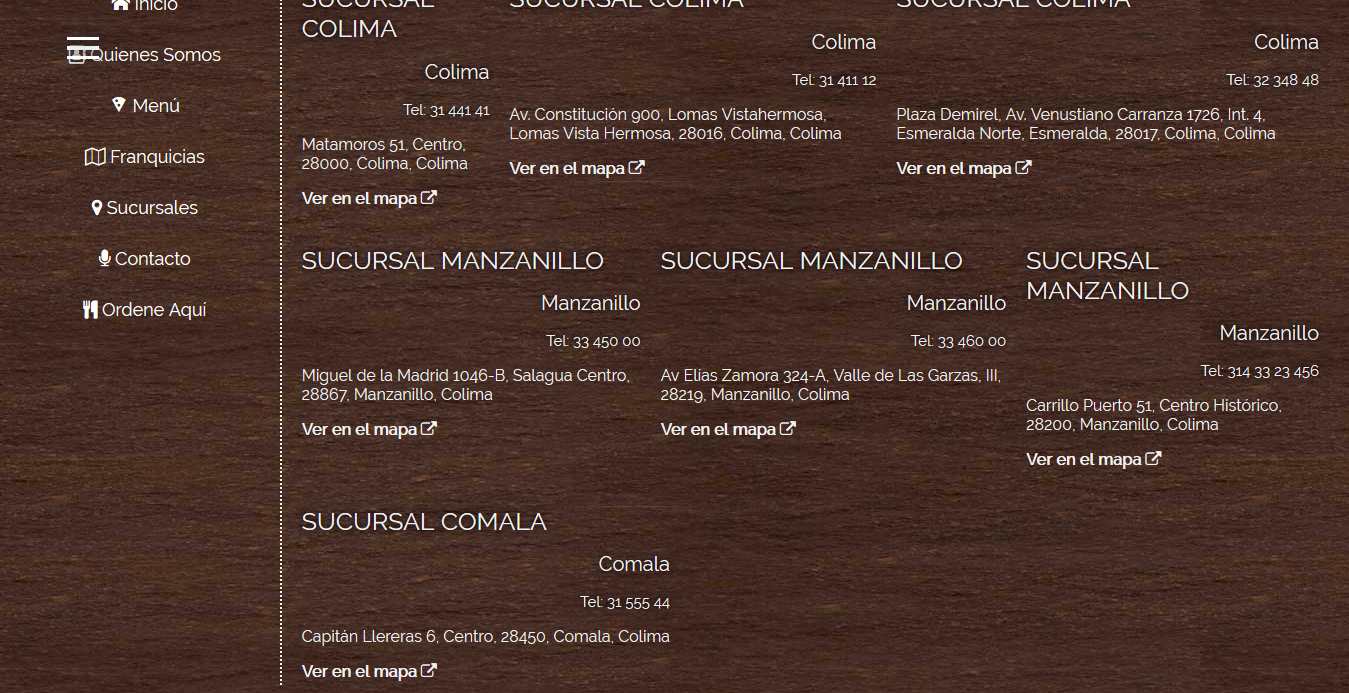 Inicio
Quienes Somos
Menú
Franquicias
Sucursales
Contacto
Ordene Aquí
SUCURSAL
COLIMA
Colima
Tel: 31 441 41
Matamoros 51, Centro,
28000, Colima, Colima
Ver en el mapa
SUCURSAL COLIMA
Colima
Tel: 31 411 12
Av. Constitución 900, Lomas Vistahermosa,
Lomas Vista Hermosa, 28016, Colima, Colima
Ver en el mapa
SUCURSAL COLIMA
Colima
Tel: 32 348 48
Plaza Demirel, Av. Venustiano Carranza 1726, Int. 4,
Esmeralda Norte, Esmeralda, 28017, Colima, Colima
Ver en el mapa
SUCURSAL MANZANILLO
Manzanillo
Tel: 33 450 00
Miguel de la Madrid 1046-B, Salagua Centro,
28867, Manzanillo, Colima
Ver en el mapa
SUCURSAL MANZANILLO
Manzanillo
Tel: 33 460 00
Av Elías Zamora 324-A, Valle de Las Garzas, III,
28219, Manzanillo, Colima
Ver en el mapa
SUCURSAL
MANZANILLO
Manzanillo
Tel: 314 33 23 456
Carrillo Puerto 51, Centro Histórico,
28200, Manzanillo, Colima
Ver en el mapa
SUCURSAL COMALA
Comala
Tel: 31 555 44
Capitán Llereras 6, Centro, 28450, Comala, Colima
Ver en el mapa